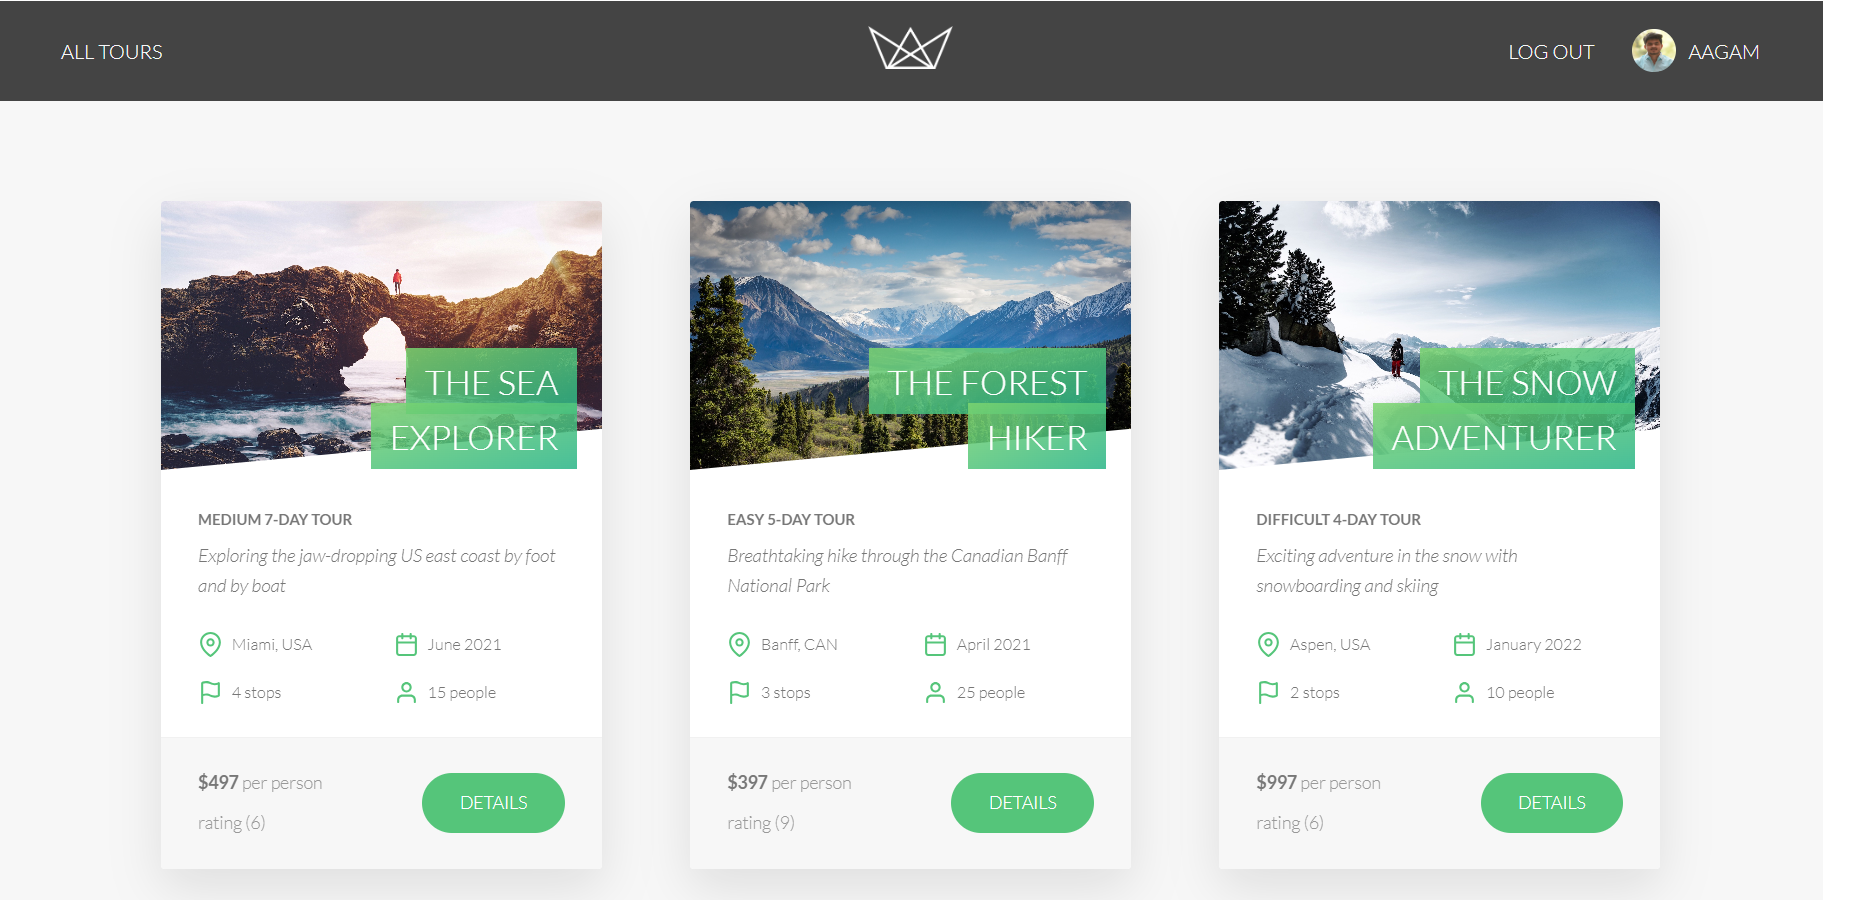 ALL TOURS
LOG OUT
AAGAM
THE SEA
EXPLORER
MEDIUM 7-DAY TOUR
Exploring the jaw-dropping US east coast by foot
and by boat
Miami, USA
June 2021
4 stops
15 people
$497 per person
rating (6)
DETAILS
THE FOREST
HIKER
EASY 5-DAY TOUR
Breathtaking hike through the Canadian Banff
National Park
Banff, CAN
April 2021
3 stops
25 people
$397 per person
rating (9)
DETAILS
THE SNOW
ADVENTURER
DIFFICULT 4-DAY TOUR
Exciting adventure in the snow with
snowboarding and skiing
Aspen, USA
January 2022
2 stops
10 people
$997 per person
rating (6)
DETAILS